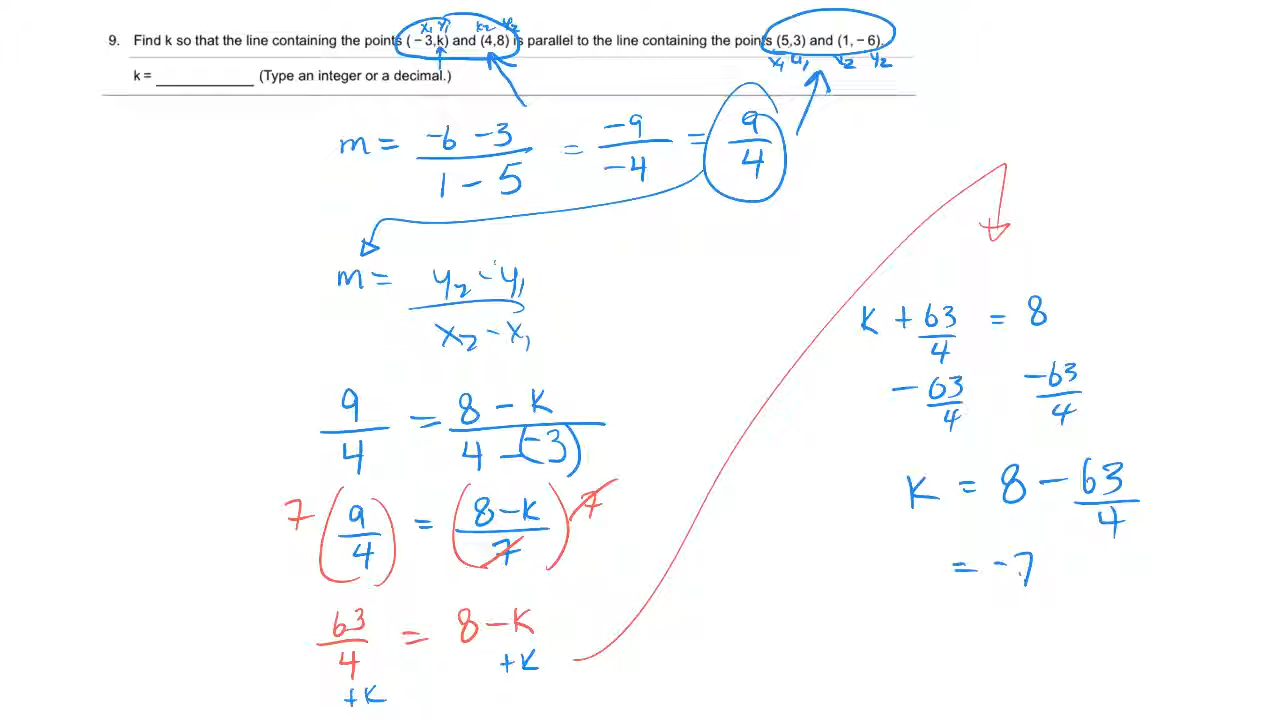 x₁ y₁ x₂ y₂
9. Find k so that the line containing the points (−3,k) and (4,8) is parallel to the line containing the points (5,3) and (1,−6).
x₁ y₁ x₂ y₂
k = (Type an integer or a decimal.)
m = -6 - 3 / 1 - 5 = -9 / -4 = 9/4
m = y₂ - y₁ / x₂ - x₁
9/4 = 8 - k / 4 - (-3)
7 (9/4) = (8 - k / 7) 7
63/4 = 8 - k
+k +k
k + 63/4 = 8
- 63/4 -63/4
k = 8 - 63/4
= -7